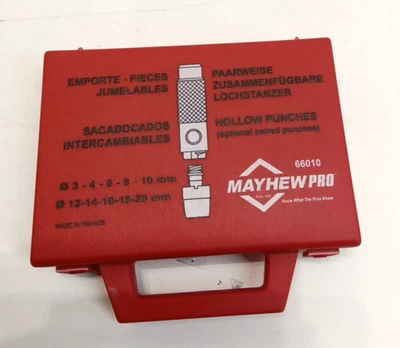 EMPORTE - PIECES
JUMELABLES
PAARWEISE
ZUSAMMENFÜGBARE
LOCHSTANZER
SACABOCADOS
INTERCAMBIABLES
HOLLOW PUNCHES
(optional paired punches)
Ø 3 - 4 - 6 - 8 - 10 mm
Ø 12-14-16-18-20 mm
MADE IN FRANCE
66010
MAYHEW PRO
Know What The Pros Know